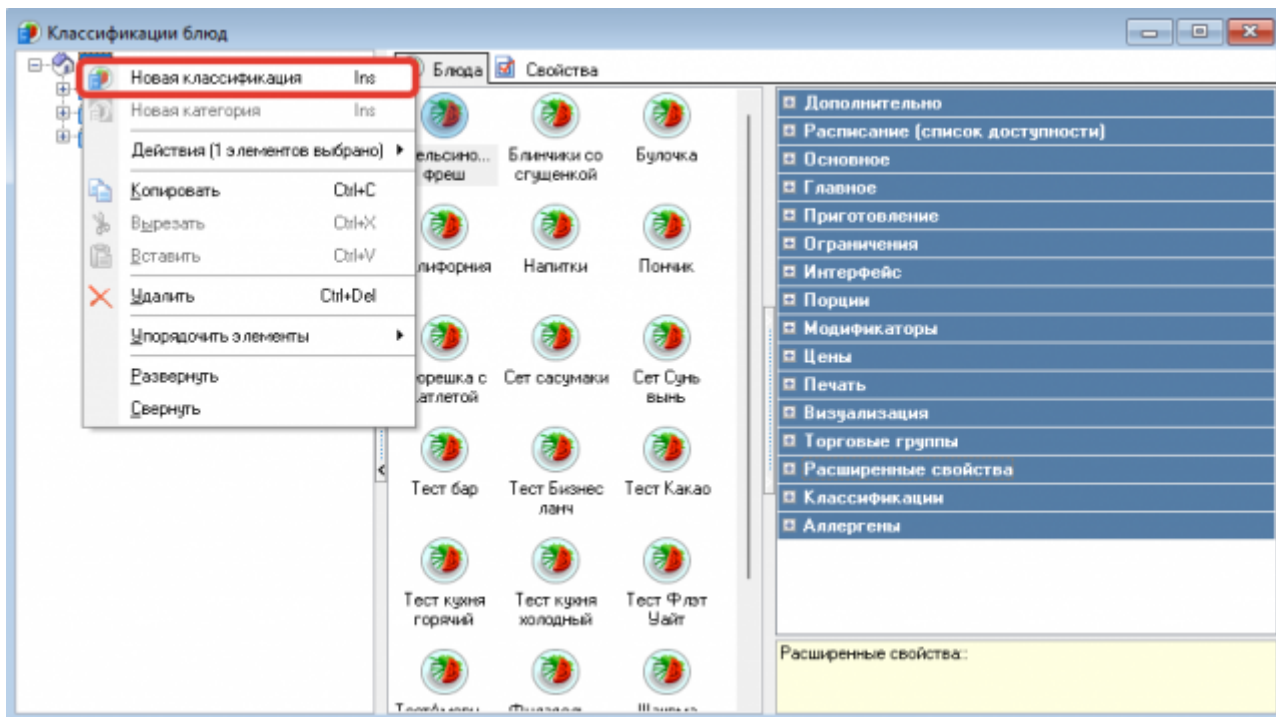 Классификации блюд
Новая классификация Ins
Новая категория Ins
Действия (1 элементов выбрано)
Копировать Ctrl+C
Вырезать Ctrl+X
Вставить Ctrl+V
Удалить Ctrl+Del
Упорядочить элементы
Развернуть
Свернуть
Блюда Свойства
Блинчики со Булочка
фреш сгущенкой
Напитки Пончик
Сет сасумаки Сет Сунь
вынь
Тест бар Тест Бизнес Тест Какао
ланч
Тест кухня Тест кухня Тест Флэт
горячий холодный Уайт
Дополнительно
Расписание (список доступности)
Основное
Главное
Приготовление
Ограничения
Интерфейс
Порции
Модификаторы
Цены
Печать
Визуализация
Торговые группы
Расширенные свойства
Классификации
Аллергены
Расширенные свойства::